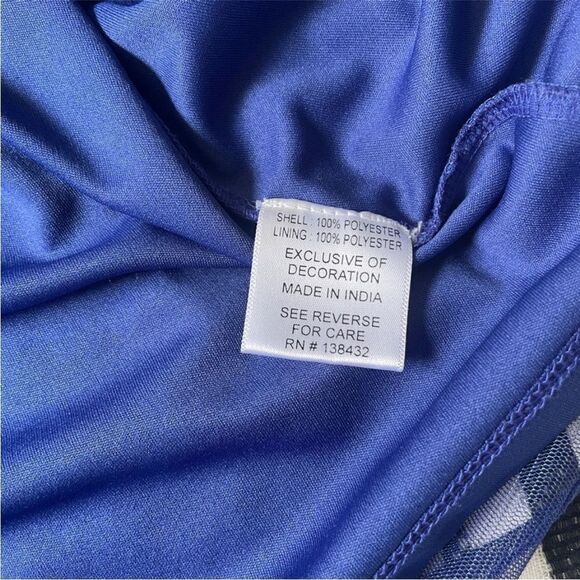 SHELL : 100% POLYESTER
LINING : 100% POLYESTER
EXCLUSIVE OF
DECORATION
MADE IN INDIA
SEE REVERSE
FOR CARE
RN # 138432